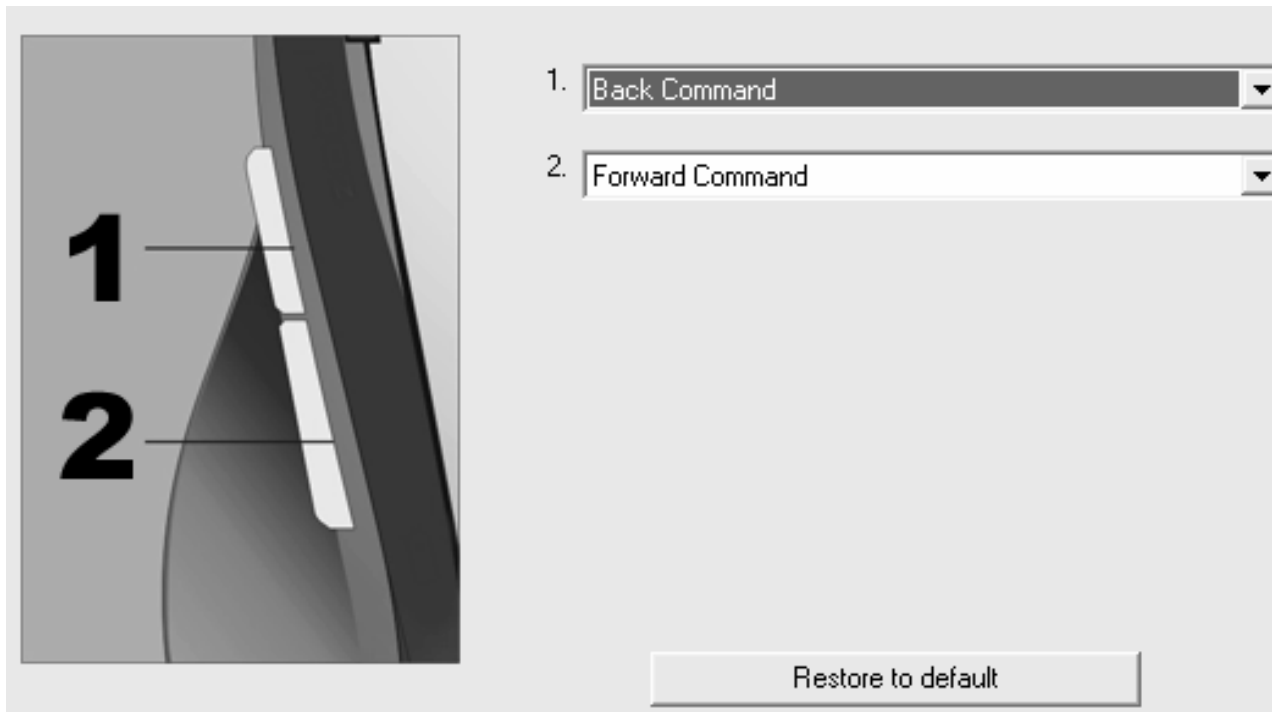 1. Back Command
2. Forward Command
1
2
Restore to default